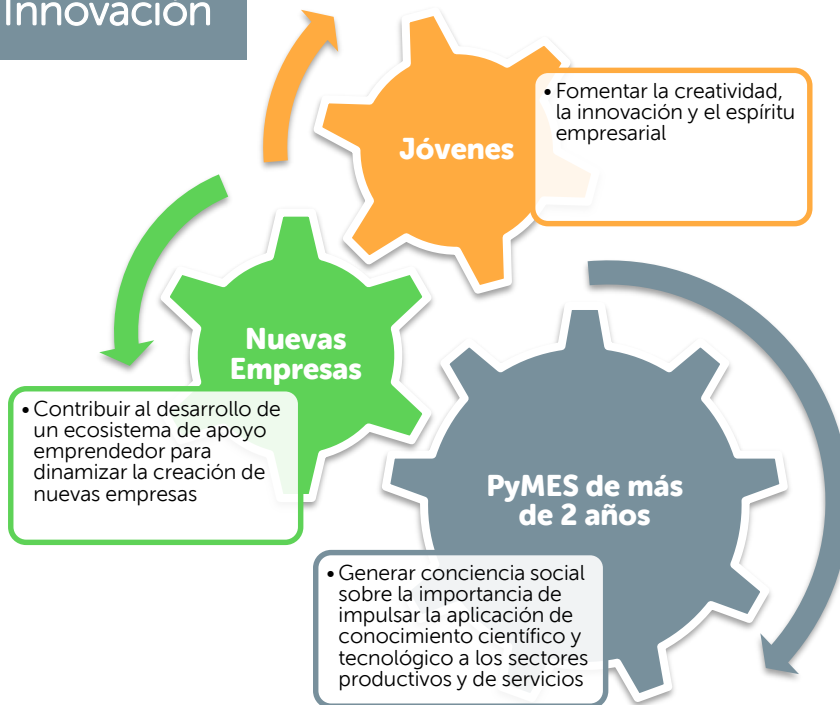 Innovación
Jóvenes
• Fomentar la creatividad,
la innovación y el espíritu
empresarial
Nuevas
Empresas
• Contribuir al desarrollo de
un ecosistema de apoyo
emprendedor para
dinamizar la creación de
nuevas empresas
PyMES de más
de 2 años
• Generar conciencia social
sobre la importancia de
impulsar la aplicación de
conocimiento científico y
tecnológico a los sectores
productivos y de servicios